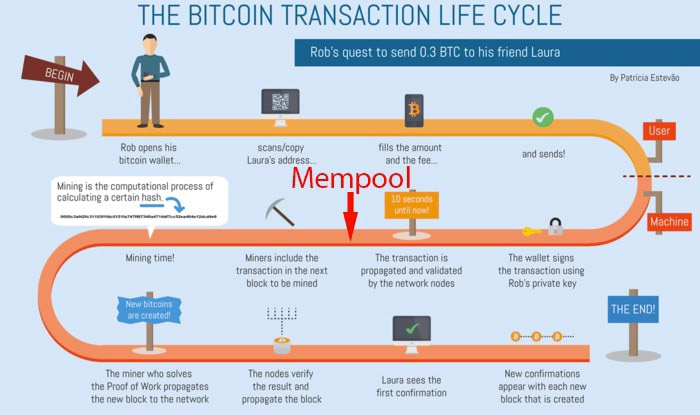 THE BITCOIN TRANSACTION LIFE CYCLE
Rob's quest to send 0.3 BTC to his friend Laura
By Patrícia Estevão
BEGIN
Rob opens his
bitcoin wallet...
scans/copy
Laura's address...
fills the amount
and the fee...
and sends!
User
Machine
Mempool
10 seconds
until now!
The wallet signs
the transaction using
Rob's private key
The transaction is
propagated and validated
by the network nodes
Miners include the
transaction in the next
block to be mined
Mining is the computational process of
calculating a certain hash.
Mining time!
New bitcoins
are created!
The miner who solves
the Proof of Work propagates
the new block to the network
The nodes verify
the result and
propagate the block
Laura sees the
first confirmation
New confirmations
appear with each new
block that is created
THE END!